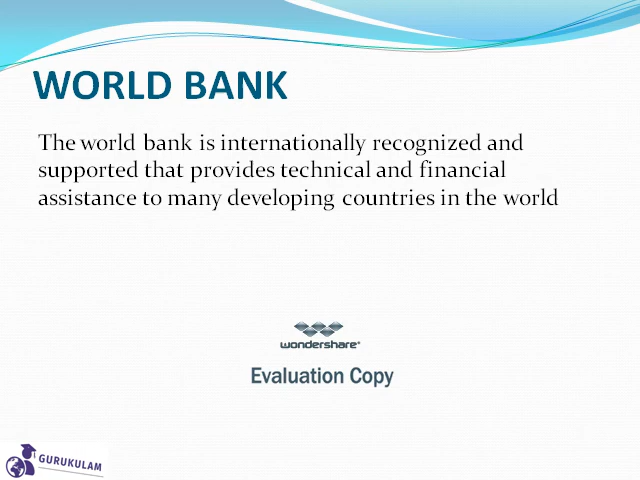 WORLD BANK
The world bank is internationally recognized and
supported that provides technical and financial
assistance to many developing countries in the world
wondershare®
Evaluation Copy
GURUKULAM